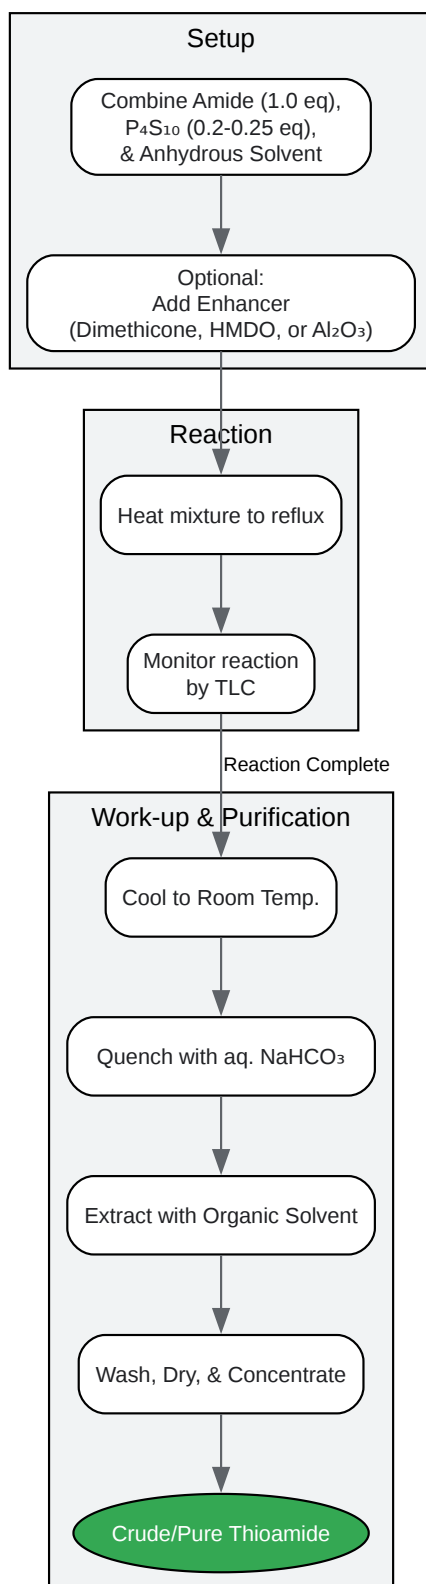 Setup
Combine Amide (1.0 eq),
P₄S₁₀ (0.2-0.25 eq),
& Anhydrous Solvent
Optional:
Add Enhancer
(Dimethicone, HMDO, or Al₂O₃)
Reaction
Heat mixture to reflux
Monitor reaction
by TLC
Reaction Complete
Work-up & Purification
Cool to Room Temp.
Quench with aq. NaHCO₃
Extract with Organic Solvent
Wash, Dry, & Concentrate
Crude/Pure Thioamide